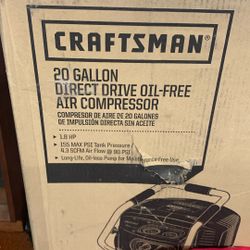 CRAFTSMAN®
20 GALLON
DIRECT DRIVE OIL-FREE
AIR COMPRESSOR
COMPRESOR DE AIRE DE 20 GALONES
DE IMPULSIÓN DIRECTA SIN ACEITE
• 1.8 HP
• 155 MAX PSI Tank Pressure
4.3 SCFM Air Flow @ 90 PSI
• Long-Life, Oil-less Pump for Maintenance-Free Use